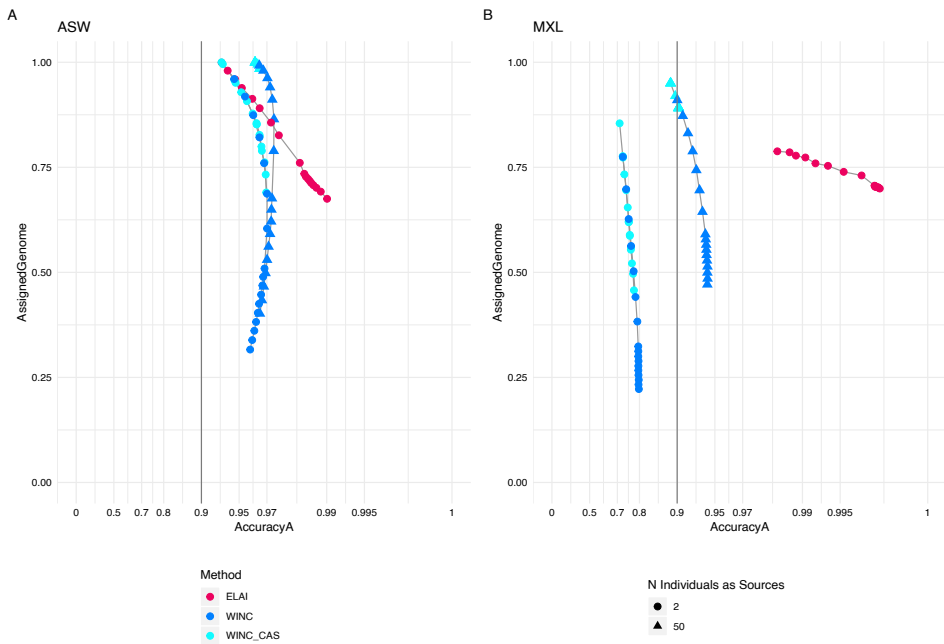 A
ASW
1.00
0.75
0.50
0.25
0.00
AssignedGenome
0 0.5 0.7 0.8 0.9 0.95 0.97 0.99 0.995 1
AccuracyA
B
MXL
1.00
0.75
0.50
0.25
0.00
AssignedGenome
0 0.5 0.7 0.8 0.9 0.95 0.97 0.99 0.995 1
AccuracyA
Method
ELAI
WINC
WINC_CAS
N Individuals as Sources
2
50